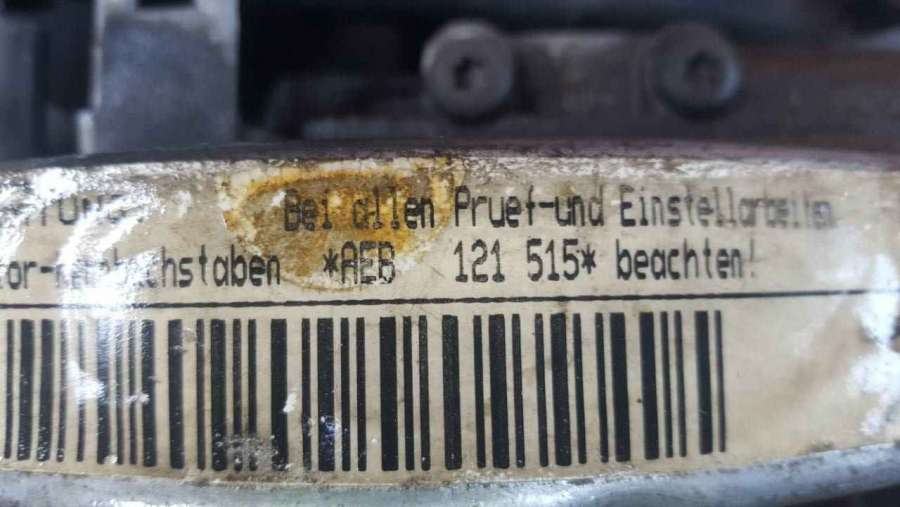 Bei allen Pruef-und Einstellarbeiten
*AEB 121 515* beachten!